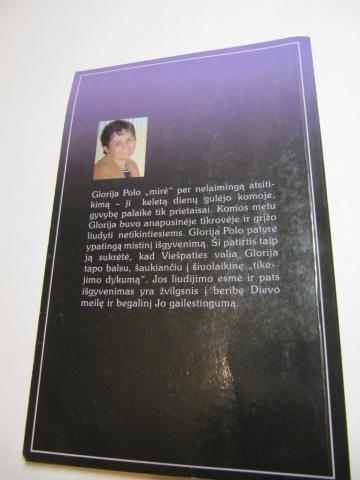 Glorija Polo „mirė" per nelaimingą atsiti-
kimą – ji keletą dienų gulėjo komoje,
gyvybę palaikė tik prietaisai. Komos metu
Glorija buvo anapusinėje tikrovėje ir grįžo
liudyti netikintiesiems. Glorija Polo patyrė
ypatingą mistinį išgyvenimą. Ši patirtis taip
ją sukrėtė, kad Viešpaties valia Glorija
tapo balsu, šaukiančiu į šiuolaikinę „tikė-
jimo dykumą". Jos liudijimo esmė ir pats
išgyvenimas yra žvilgsnis į beribę Dievo
meilę ir begalinį Jo gailestingumą.